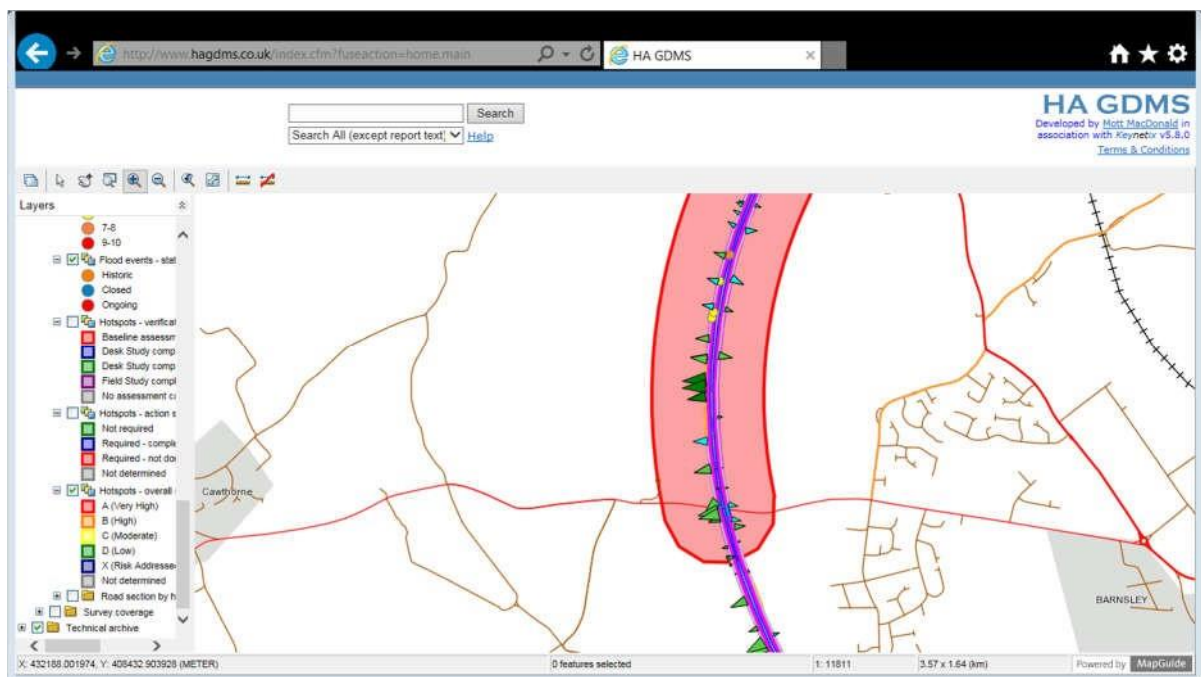 http://www.hagdms.co.uk/index.cfm?fuseaction=home.main
HA GDMS
Search
Search All (except report text)
Help
HA GDMS
Developed by Mott MacDonald in
association with Keynetix v5.8.0
Terms & Conditions
Layers
7-8
9-10
Flood events - stat
Historic
Closed
Ongoing
Hotspots - verificat
Baseline assessm
Desk Study comp
Desk Study comp
Field Study compl
No assessment ca
Hotspots - action s
Not required
Required - comple
Required - not do
Not determined
Hotspots - overall
A (Very High)
B (High)
C (Moderate)
D (Low)
X (Risk Addresse
Not determined
Road section by h
Survey coverage
Technical archive
Cawthorne
BARNSLEY
X: 432188.001974, Y: 408432.903928 (METER)
0 features selected
1: 11811
3.57 x 1.64 (km)
Powered by MapGuide